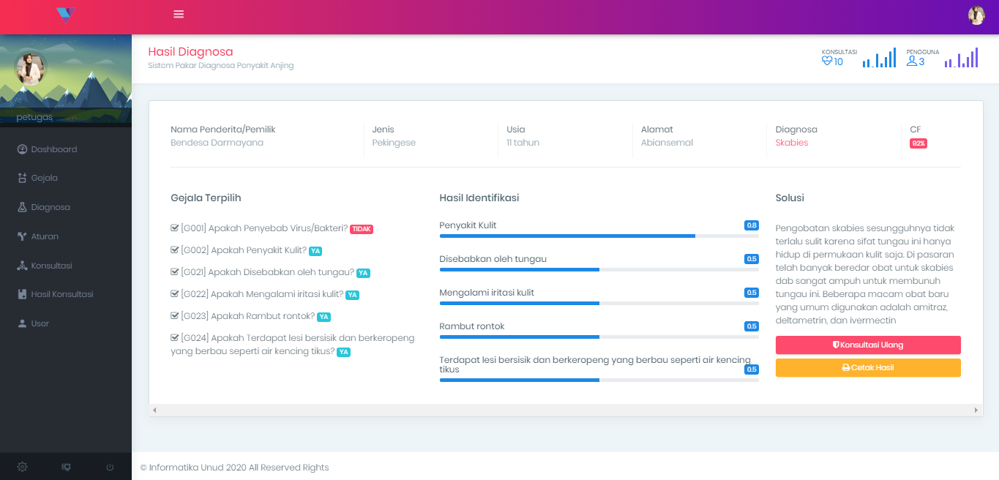 Hasil Diagnosa
Sistem Pakar Diagnosa Penyakit Anjing
KONSULTASI
10
PENGGUNA
3
petugas
Dashboard
Gejala
Diagnosa
Aturan
Konsultasi
Hasil Konsultasi
User
Nama Penderita/Pemilik
Bendesa Darmayana
Jenis
Pekingese
Usia
11 tahun
Alamat
Abiansemal
Diagnosa
Skabies
CF
92%
Gejala Terpilih
[G001] Apakah Penyebab Virus/Bakteri? TIDAK
[G002] Apakah Penyakit Kulit? YA
[G021] Apakah Disebabkan oleh tungau? YA
[G022] Apakah Mengalami iritasi kulit? YA
[G023] Apakah Rambut rontok? YA
[G024] Apakah Terdapat lesi bersisik dan berkeropeng
yang berbau seperti air kencing tikus? YA
Hasil Identifikasi
Penyakit Kulit 0.8
Disebabkan oleh tungau 0.5
Mengalami iritasi kulit 0.5
Rambut rontok 0.5
Terdapat lesi bersisik dan berkeropeng yang berbau seperti air kencing
tikus 0.5
Solusi
Pengobatan skabies sesungguhnya tidak
terlalu sulit karena sifat tungau ini hanya
hidup di permukaan kulit saja. Di pasaran
telah banyak beredar obat untuk skabies
dab sangat ampuh untuk membunuh
tungau ini. Beberapa macam obat baru
yang umum digunakan adalah amitraz,
deltametrin, dan ivermectin
Konsultasi Ulang
Cetak Hasil
© Informatika Unud 2020 All Reserved Rights